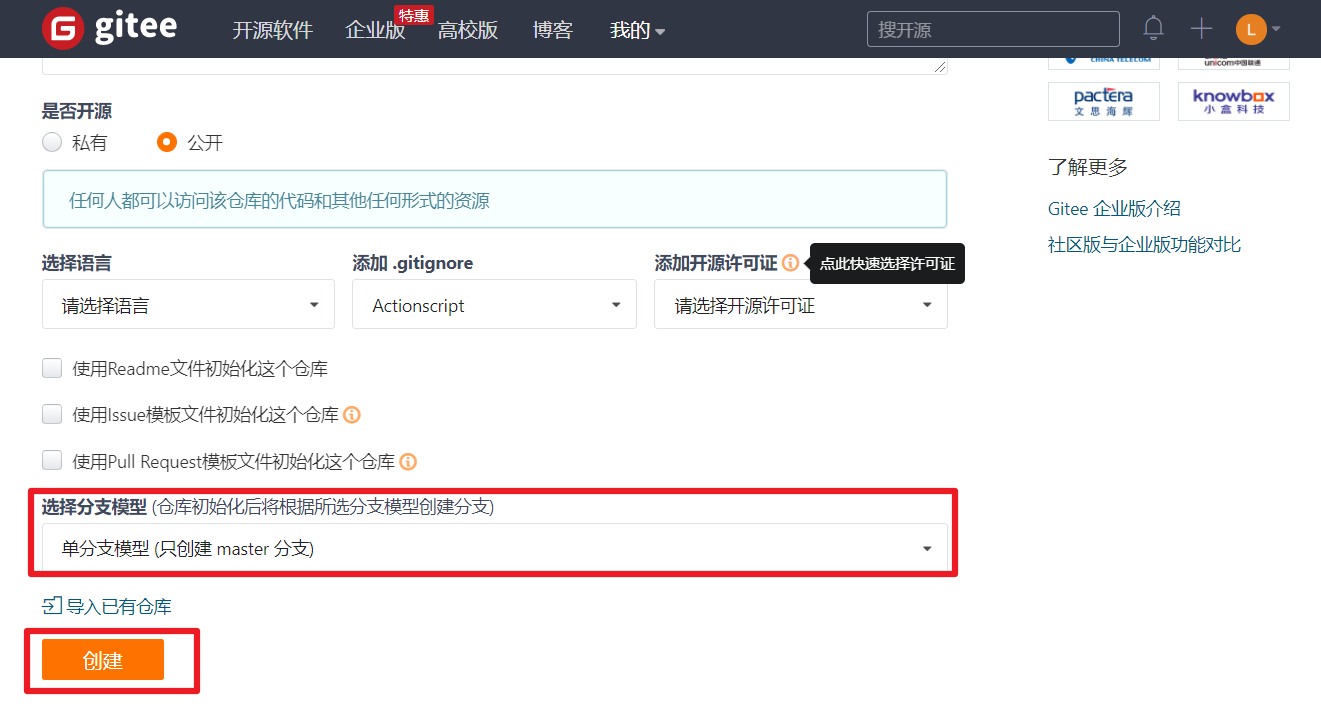 gitee 开源软件 企业版 特惠 高校版 博客 我的 搜开源 L
CHINA TELECOM unicom中国联通
是否开源
pactera
文思海辉
knowbox
小盒科技
私有 公开
了解更多
任何人都可以访问该仓库的代码和其他任何形式的资源
Gitee 企业版介绍
社区版与企业版功能对比
选择语言 添加 .gitignore 添加开源许可证 点此快速选择许可证
请选择语言 Actionscript 请选择开源许可证
使用Readme文件初始化这个仓库
使用Issue模板文件初始化这个仓库
使用Pull Request模板文件初始化这个仓库
选择分支模型 (仓库初始化后将根据所选分支模型创建分支)
单分支模型 (只创建 master 分支)
导入已有仓库
创建